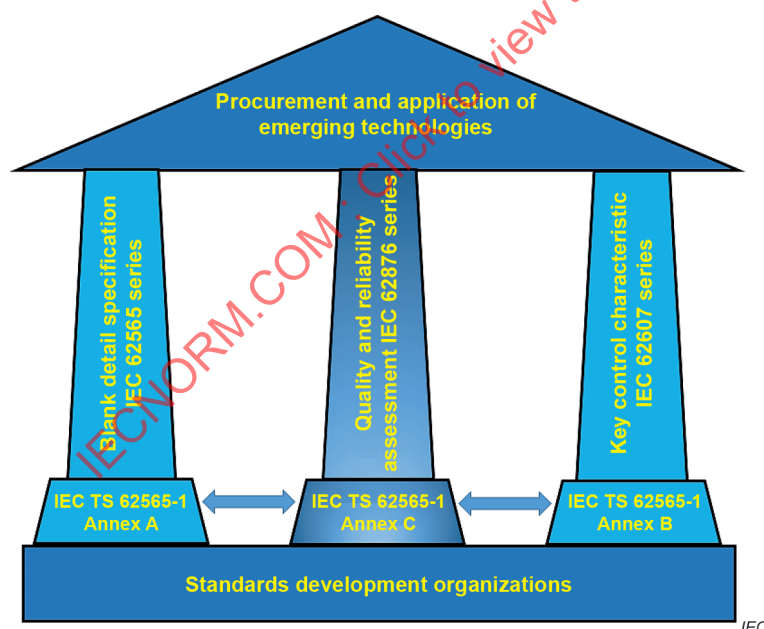 Procurement and application of
emerging technologies
Blank detail specification
IEC 62565 series
Quality and reliability
assessment IEC 62876 series
Key control characteristic
IEC 62607 series
IEC TS 62565-1
Annex A
IEC TS 62565-1
Annex C
IEC TS 62565-1
Annex B
Standards development organizations
IEC
IECNORM.COM : Click to view